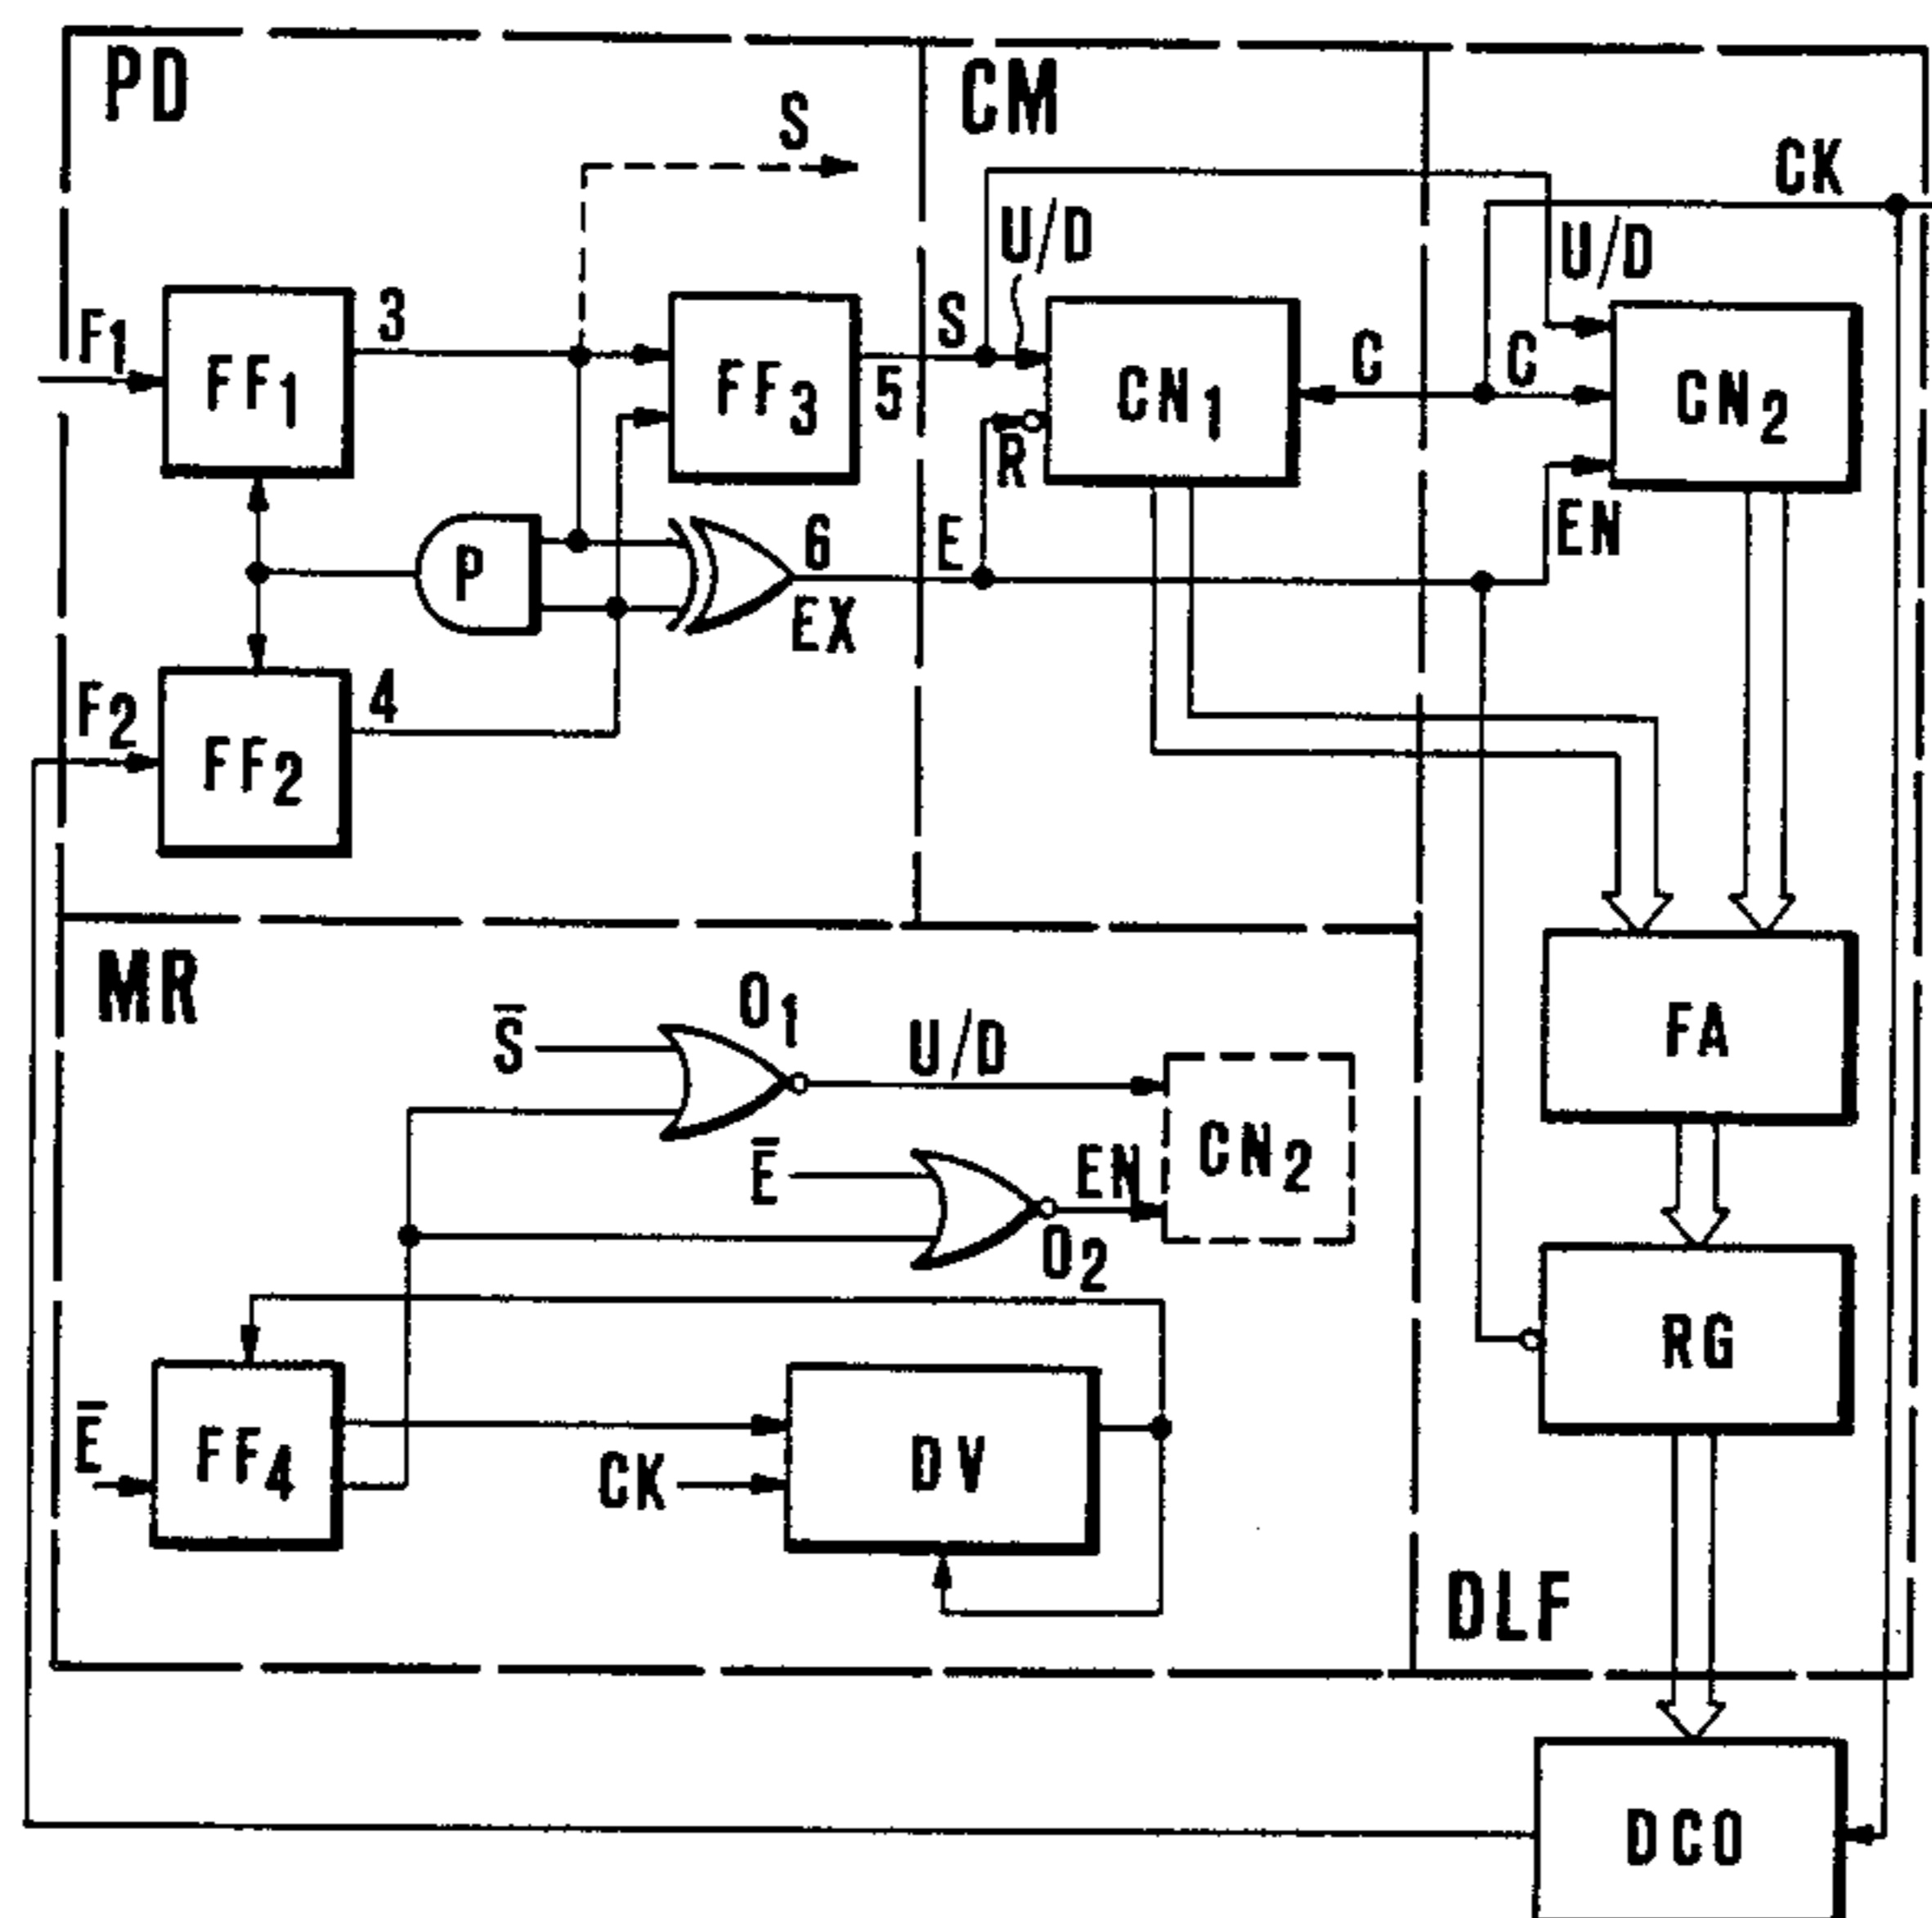 PD
CM
S
CK
U/D
U/D
F1
3
S
FF1
FF3
5
CN1
C
C
CN2
R
P
6
E
EN
EX
F2
4
FF2
MR
O1
S̅
U/D
FA
E̅
EN
CN2
O2
RG
E̅
FF4
CK
DV
DLF
DCO